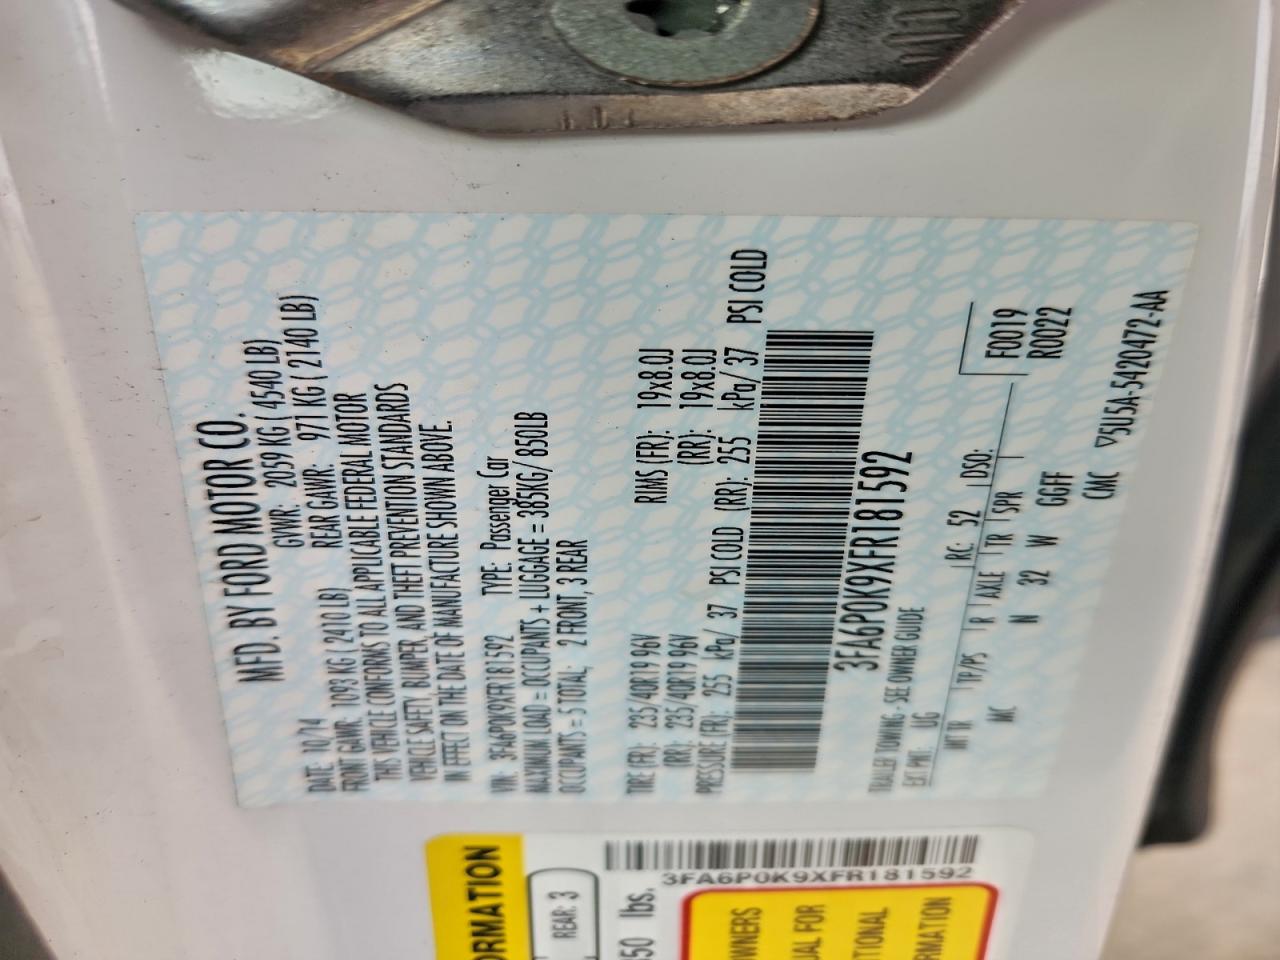 MFD. BY FORD MOTOR CO.
DATE: 10/14 GVWR: 2059 KG ( 4540 LB)
FRONT GAWR: 1093 KG ( 2410 LB) REAR GAWR: 971 KG ( 2140 LB)
THIS VEHICLE CONFORMS TO ALL APPLICABLE FEDERAL MOTOR
VEHICLE SAFETY, BUMPER, AND THEFT PREVENTION STANDARDS
IN EFFECT ON THE DATE OF MANUFACTURE SHOWN ABOVE.
VIN: 3FA6P0K9XFR181592 TYPE: Passenger Car
MAXIMUM LOAD = OCCUPANTS + LUGGAGE = 385KG/ 850LB
OCCUPANTS = 5 TOTAL; 2 FRONT, 3 REAR
TIRE (FR): 235/40R19 96V RIMS (FR): 19x8.0J
(RR): 235/40R19 96V (RR): 19x8.0J
PRESSURE (FR): 255 kPa/ 37 PSI COLD (RR): 255 kPa/ 37 PSI COLD
3FA6P0K9XFR181592
TRAILER TOWING - SEE OWNER GUIDE
EXT PNT: UG RC: 52 DSO:
INT TR TP/PS R AXLE TR SPR
MC N 32 W GGFF
F0019
R0022
CMC
5U5A-5420472-AA
ORMATION
REAR: 3
450 lbs.
3FA6P0K9XFR181592
OWNERS
UAL FOR
TIONAL
RMATION